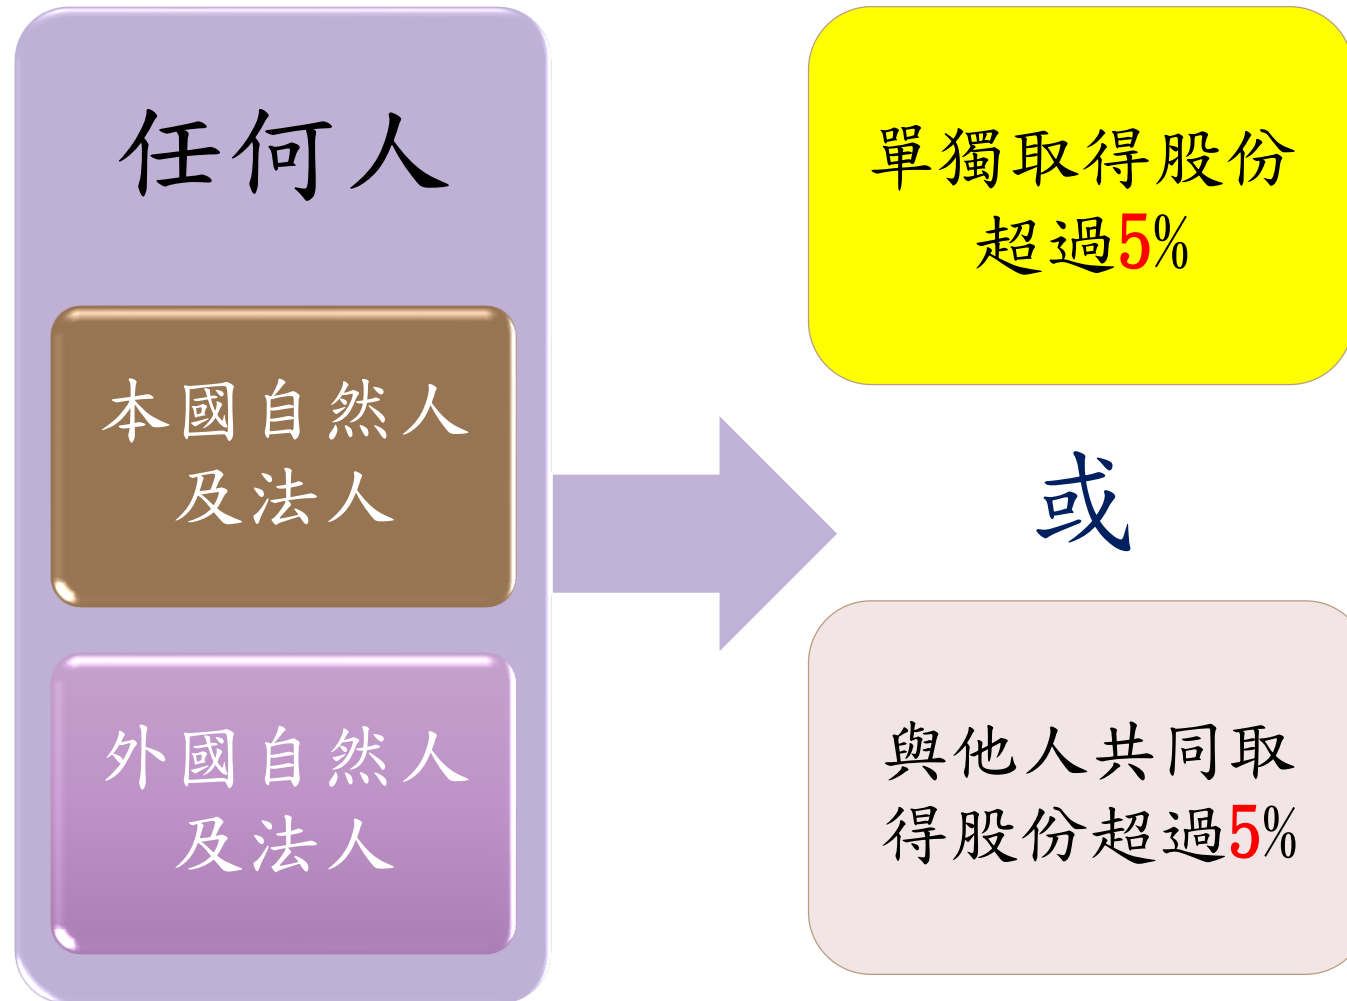 任何人
本國自然人
及法人
外國自然人
及法人
單獨取得股份
超過5%
或
與他人共同取
得股份超過5%